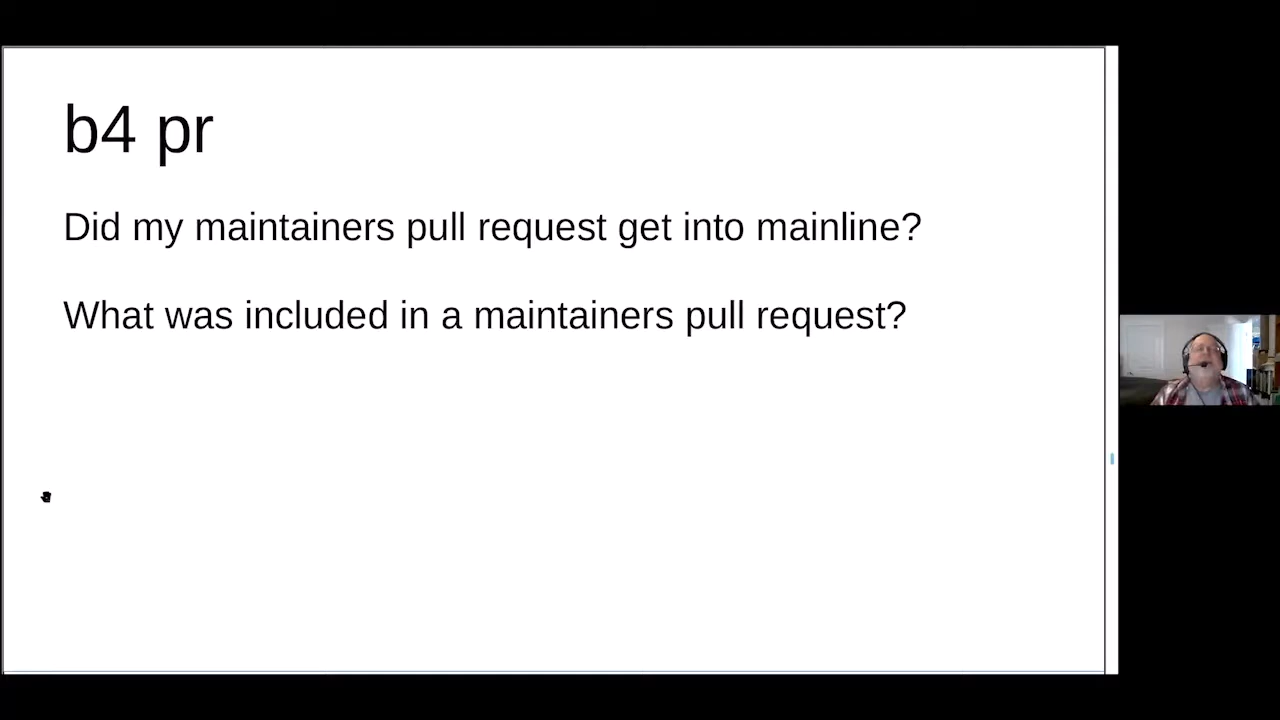 b4 pr
Did my maintainers pull request get into mainline?
What was included in a maintainers pull request?